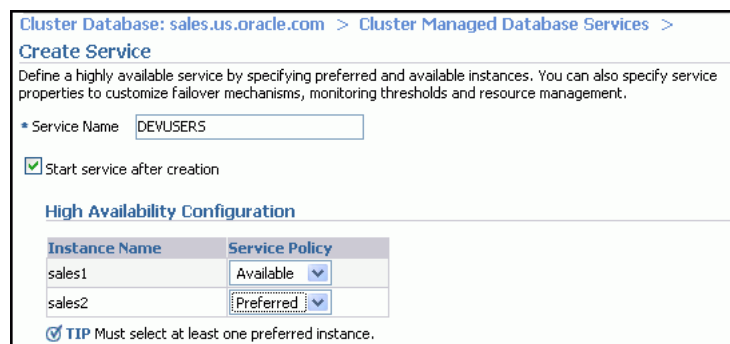 Cluster Database: sales.us.oracle.com > Cluster Managed Database Services >
Create Service
Define a highly available service by specifying preferred and available instances. You can also specify service
properties to customize failover mechanisms, monitoring thresholds and resource management.
* Service Name DEVUSERS
Start service after creation
High Availability Configuration
Instance Name Service Policy
sales1 Available
sales2 Preferred
TIP Must select at least one preferred instance.